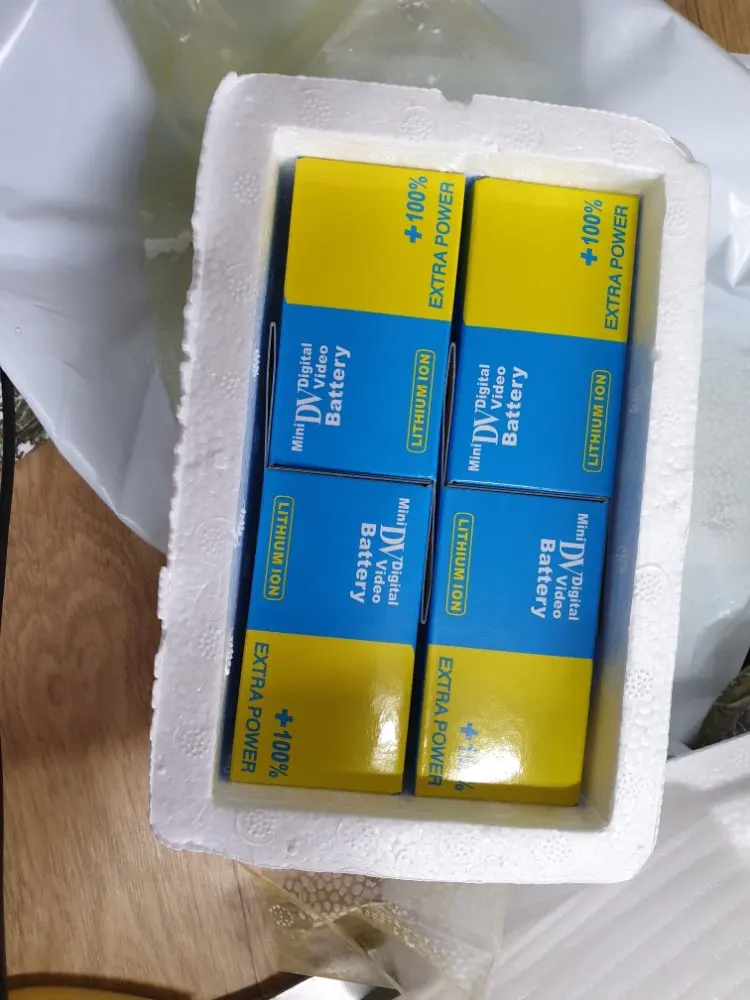 +100%
EXTRA POWER
Mini DV Digital
Video
Battery
LITHIUM ION
+100%
EXTRA POWER
Mini DV Digital
Video
Battery
LITHIUM ION
Mini DV Digital
Video
Battery
LITHIUM ION
EXTRA POWER
+100%
Mini DV Digital
Video
Battery
LITHIUM ION
EXTRA POWER